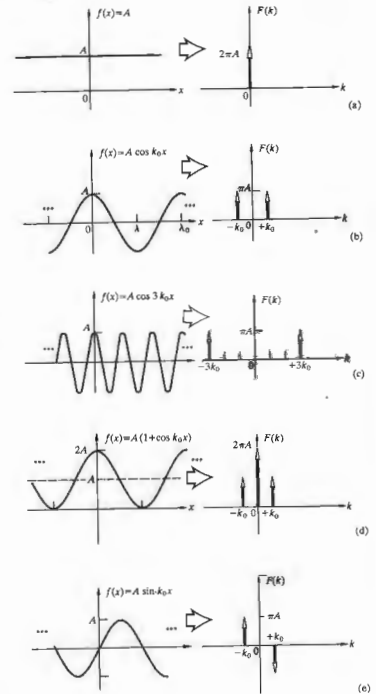 f(x)=A
F(k)
A
2πA
0
x
0
k
(a)
f(x)=A cos k₀x
F(k)
A
πA
...
...
0
λ
λ₀
x
−k₀
0
+k₀
k
(b)
f(x)=A cos 3k₀x
F(k)
A
πA
...
...
x
−3k₀
0
+3k₀
k
(c)
f(x)=A(1+cos k₀x)
F(k)
2A
2πA
...
...
A
x
−k₀
0
+k₀
k
(d)
f(x)=A sin k₀x
F(k)
A
πA
...
...
+k₀
x
−k₀
0
k
(e)